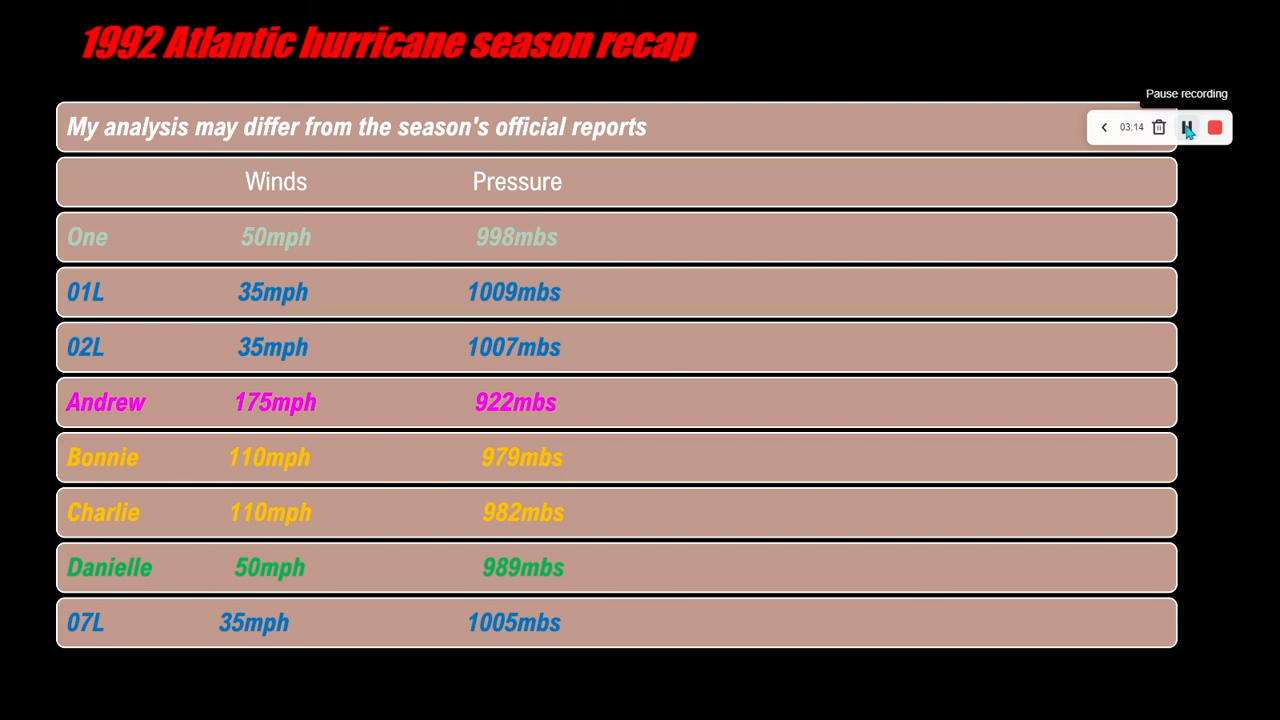 1992 Atlantic hurricane season recap
Pause recording
My analysis may differ from the season's official reports
03:14
Winds Pressure
One 50mph 998mbs
01L 35mph 1009mbs
02L 35mph 1007mbs
Andrew 175mph 922mbs
Bonnie 110mph 979mbs
Charlie 110mph 982mbs
Danielle 50mph 989mbs
07L 35mph 1005mbs